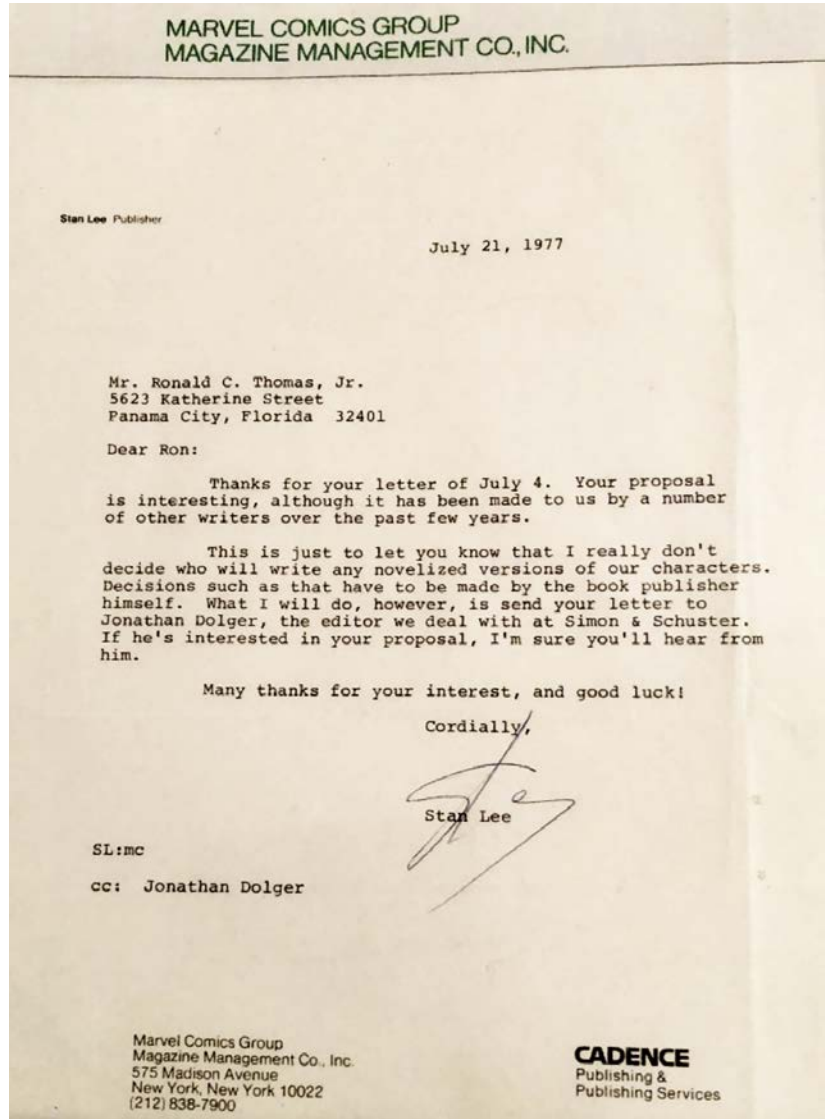 MARVEL COMICS GROUP
MAGAZINE MANAGEMENT CO., INC.
Stan Lee Publisher
July 21, 1977
Mr. Ronald C. Thomas, Jr.
5623 Katherine Street
Panama City, Florida 32401
Dear Ron:
Thanks for your letter of July 4. Your proposal
is interesting, although it has been made to us by a number
of other writers over the past few years.
This is just to let you know that I really don't
decide who will write any novelized versions of our characters.
Decisions such as that have to be made by the book publisher
himself. What I will do, however, is send your letter to
Jonathan Dolger, the editor we deal with at Simon & Schuster.
If he's interested in your proposal, I'm sure you'll hear from
him.
Many thanks for your interest, and good luck!
Cordially,
Stan Lee
SL:mc
cc: Jonathan Dolger
Marvel Comics Group
Magazine Management Co., Inc.
575 Madison Avenue
New York, New York 10022
(212) 838-7900
CADENCE
Publishing &
Publishing Services